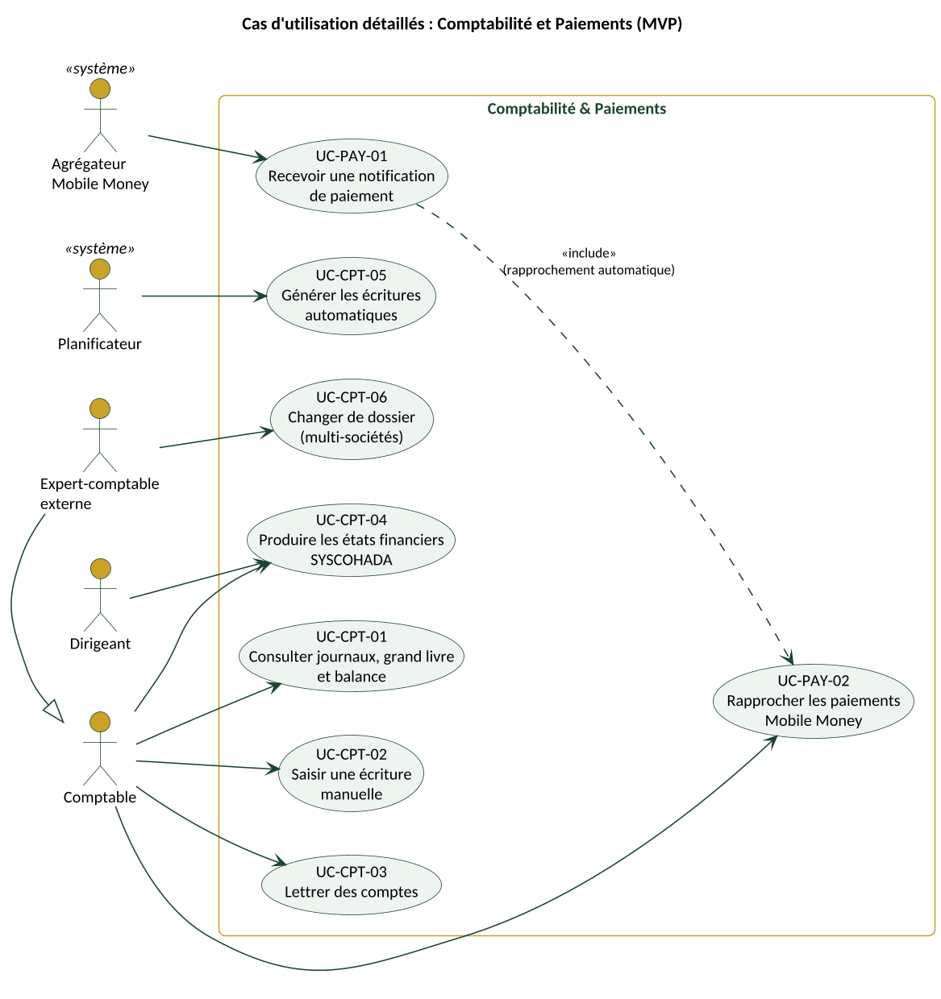 Cas d'utilisation détaillés : Comptabilité et Paiements (MVP)
«système»
Agrégateur
Mobile Money
Comptabilité & Paiements
UC-PAY-01
Recevoir une notification
de paiement
«include»
(rapprochement automatique)
«système»
Planificateur
UC-CPT-05
Générer les écritures
automatiques
Expert-comptable
externe
UC-CPT-06
Changer de dossier
(multi-sociétés)
UC-CPT-04
Produire les états financiers
SYSCOHADA
Dirigeant
UC-CPT-01
Consulter journaux, grand livre
et balance
UC-PAY-02
Rapprocher les paiements
Mobile Money
Comptable
UC-CPT-02
Saisir une écriture
manuelle
UC-CPT-03
Lettrer des comptes